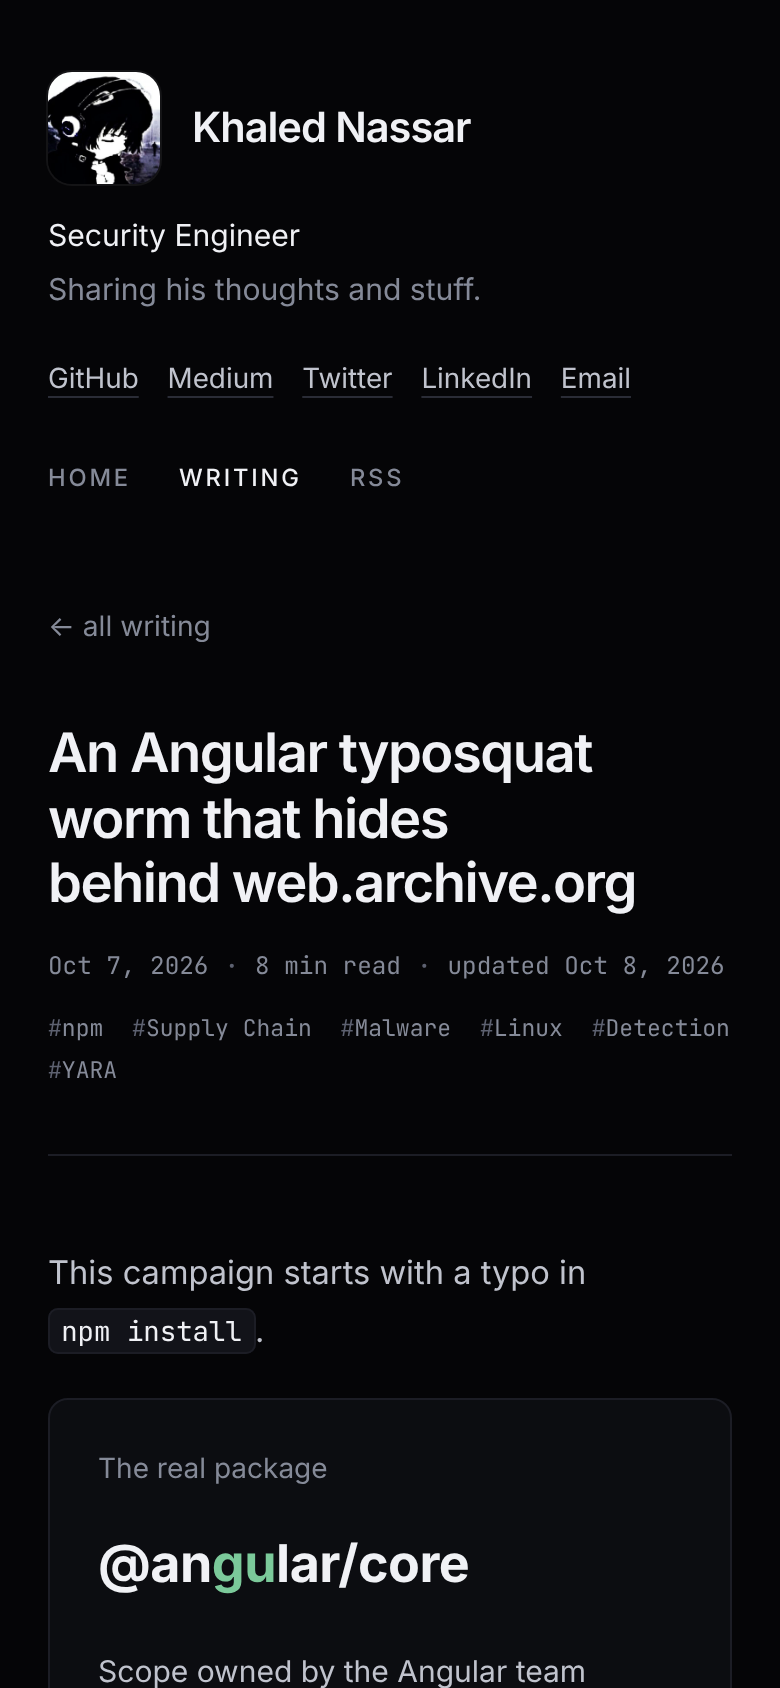 Khaled Nassar
Security Engineer
Sharing his thoughts and stuff.
GitHub Medium Twitter LinkedIn Email
HOME WRITING RSS
← all writing
An Angular typosquat
worm that hides
behind web.archive.org
Oct 7, 2026 · 8 min read · updated Oct 8, 2026
#npm #Supply Chain #Malware #Linux #Detection
#YARA
This campaign starts with a typo in
npm install.
The real package
@angular/core
Scope owned by the Angular team